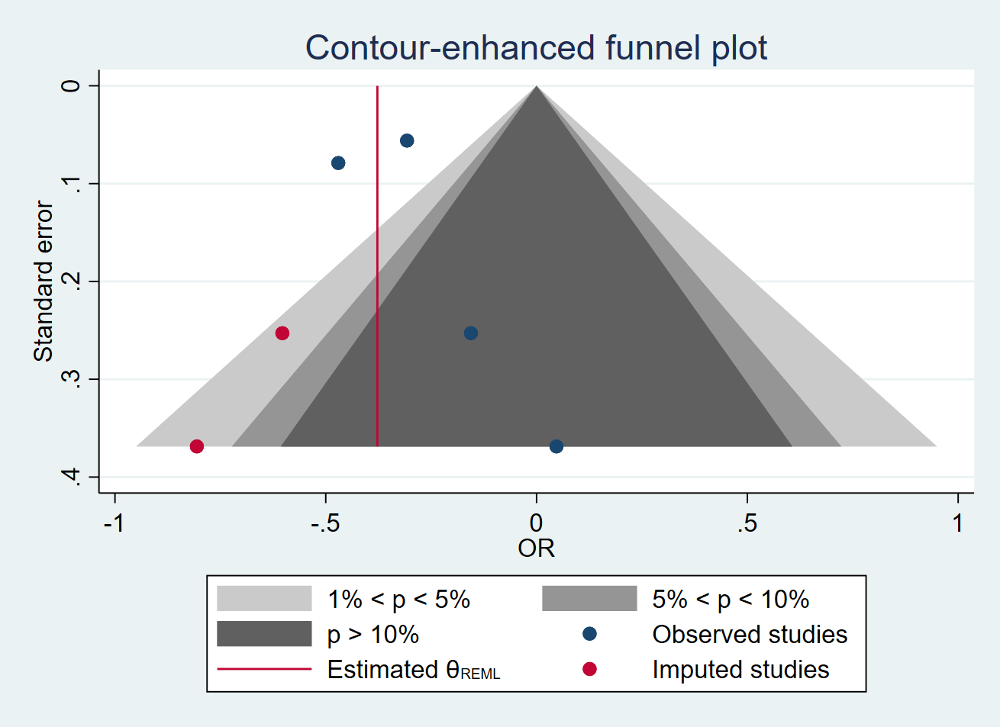 Contour-enhanced funnel plot
0
.1
.2
.3
.4
Standard error
-1 -.5 0 .5 1
OR
1% < p < 5% 5% < p < 10%
p > 10% Observed studies
Estimated θREML Imputed studies